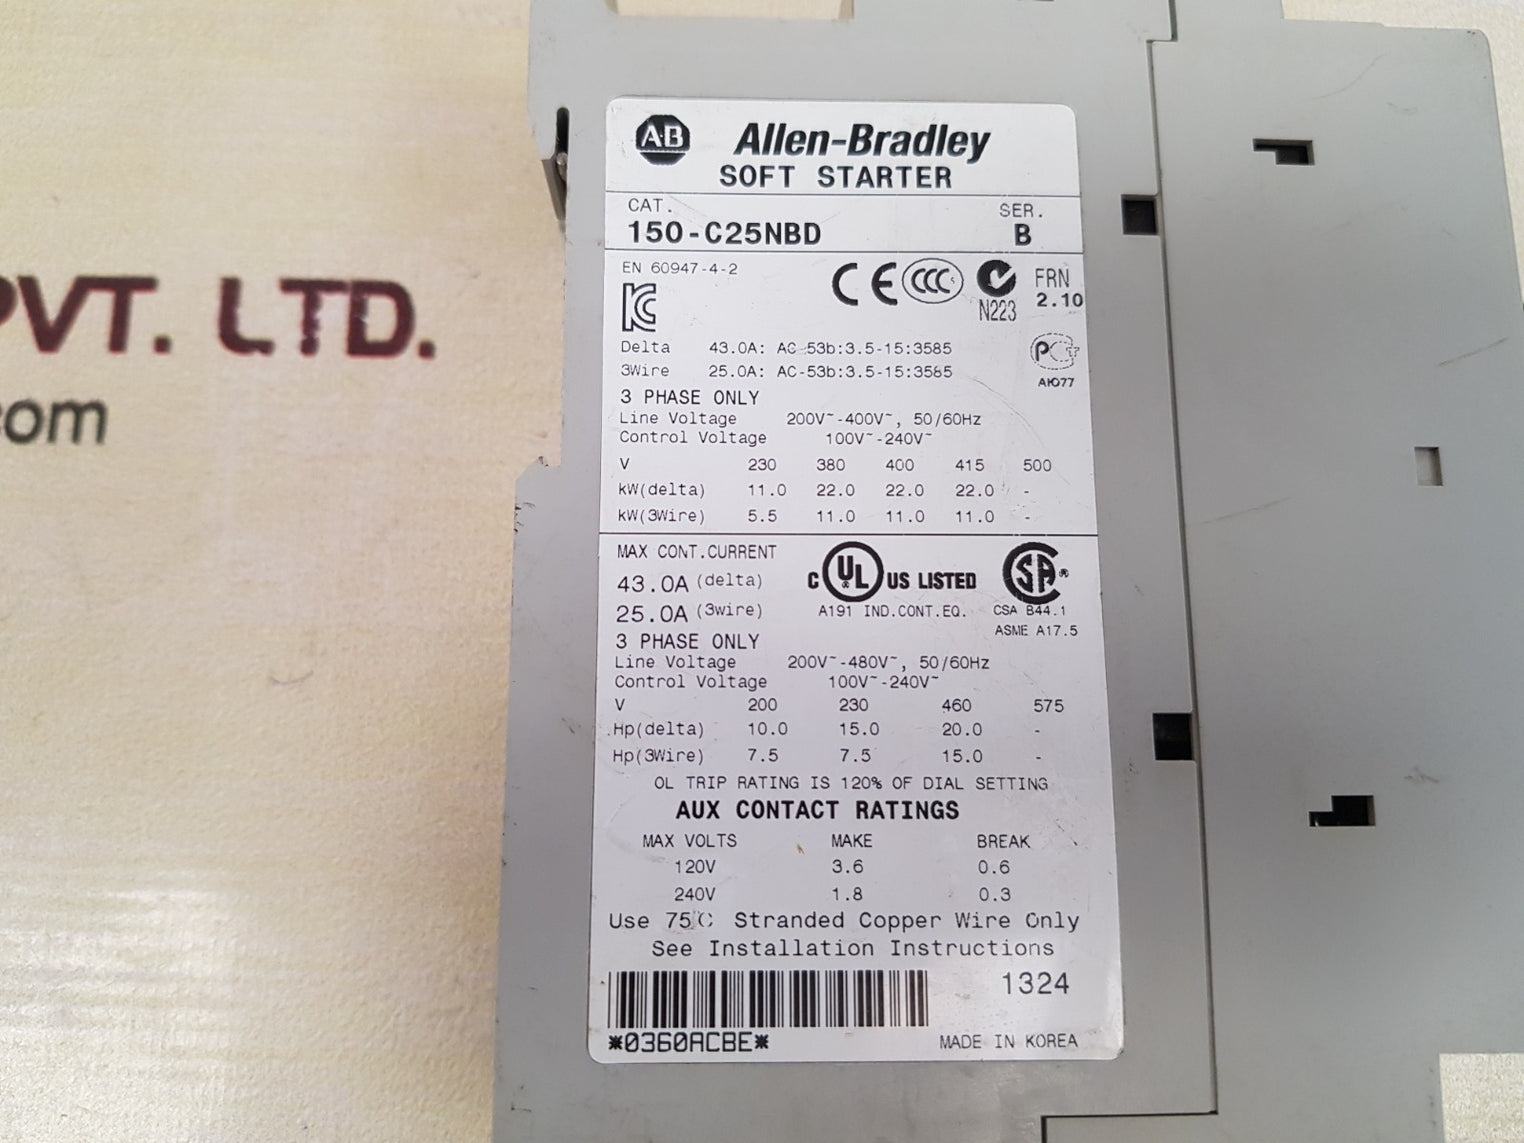 PVT. LTD.
com
A-B Allen-Bradley
SOFT STARTER
CAT. SER.
150-C25NBD B
EN 60947-4-2
CE CCC FRN
N223 2.10
Delta 43.0A: AC-53b:3.5-15:3585
3Wire 25.0A: AC-53b:3.5-15:3585
АЮ77
3 PHASE ONLY
Line Voltage 200V~-400V~, 50/60Hz
Control Voltage 100V~-240V~
V 230 380 400 415 500
kW(delta) 11.0 22.0 22.0 22.0 -
kW(3Wire) 5.5 11.0 11.0 11.0 -
MAX CONT.CURRENT
43.0A (delta) C UL US LISTED SA ®
25.0A (3wire) A191 IND.CONT.EQ. CSA B44.1
ASME A17.5
3 PHASE ONLY
Line Voltage 200V~-480V~, 50/60Hz
Control Voltage 100V~-240V~
V 200 230 460 575
Hp(delta) 10.0 15.0 20.0 -
Hp(3Wire) 7.5 7.5 15.0 -
OL TRIP RATING IS 120% OF DIAL SETTING
AUX CONTACT RATINGS
MAX VOLTS MAKE BREAK
120V 3.6 0.6
240V 1.8 0.3
Use 75°C Stranded Copper Wire Only
See Installation Instructions
1324
*0360ACBE* MADE IN KOREA